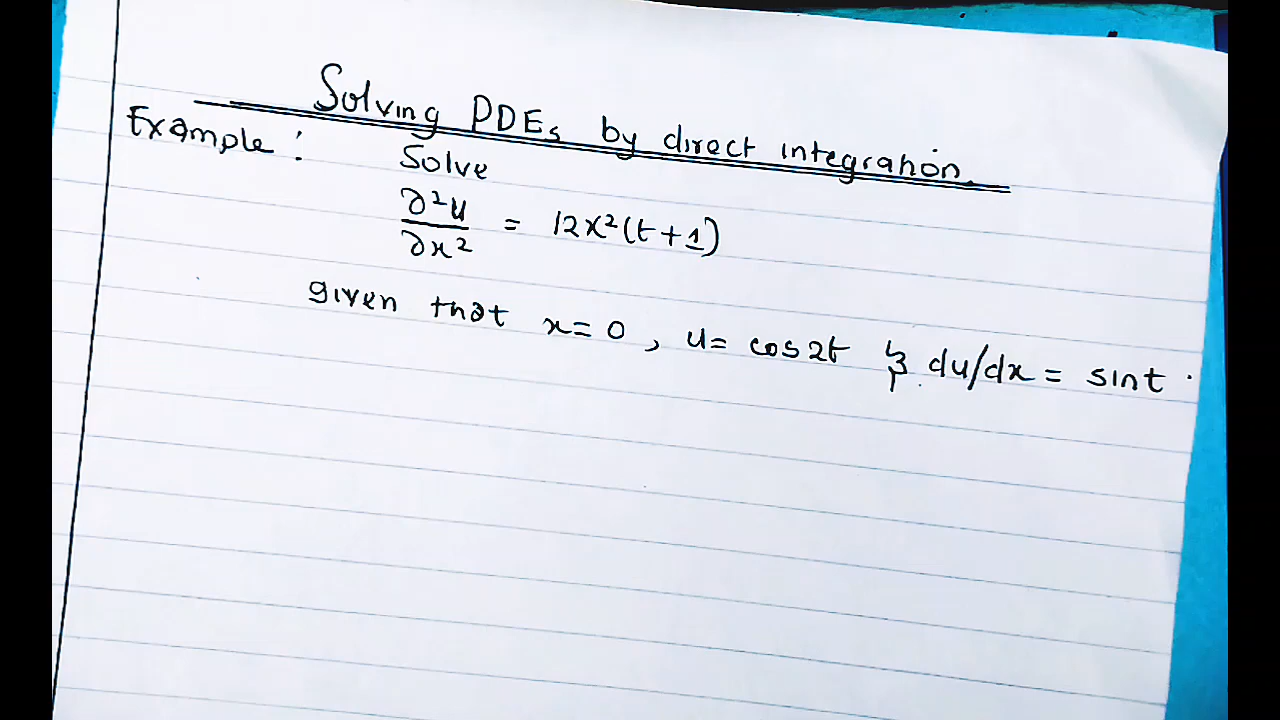 Solving PDEs by direct integration.
Example:
Solve
∂²u/∂x² = 12x²(t+1)
given that x=0, u= cos2t & du/dx = sint.